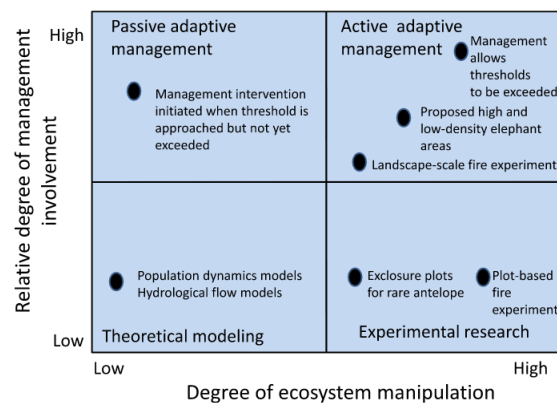 High
Passive adaptive
management
Active adaptive
management
Management
allows
thresholds
to be exceeded
Management intervention
initiated when threshold is
approached but not yet
exceeded
Proposed high and
low-density elephant
areas
Landscape-scale fire experiment
Relative degree of management
involvement
Population dynamics models
Hydrological flow models
Exclosure plots
for rare antelope
Plot-based
fire
experiment
Low
Theoretical modeling
Experimental research
Low
High
Degree of ecosystem manipulation